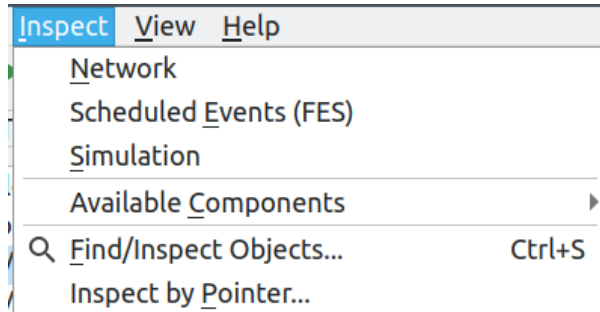 Inspect View Help
Network
Scheduled Events (FES)
Simulation
Available Components
Find/Inspect Objects... Ctrl+S
Inspect by Pointer...